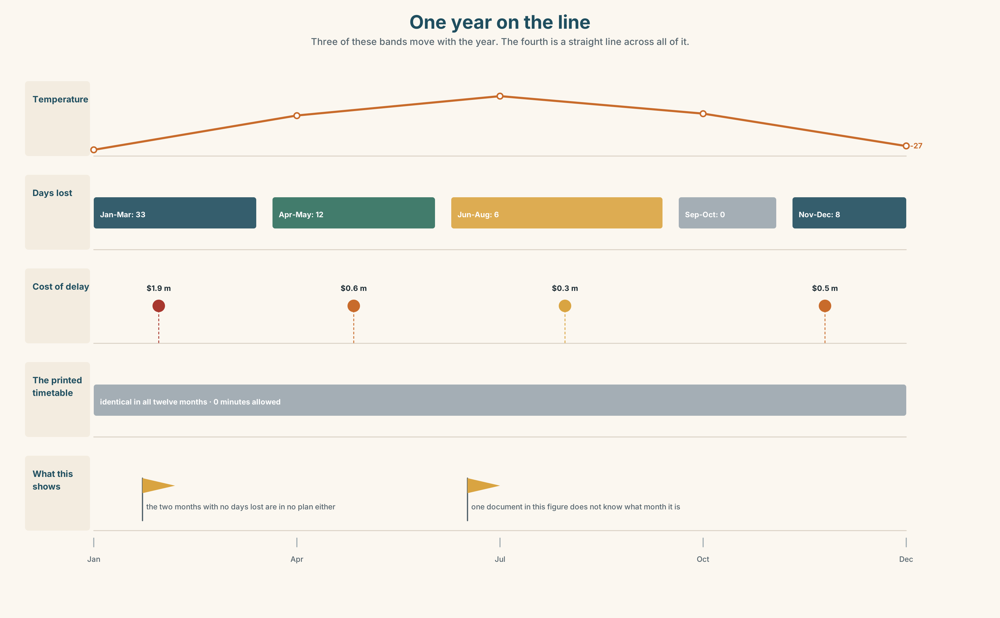 One year on the line
Three of these bands move with the year. The fourth is a straight line across all of it.
Temperature
-27
Days lost
Jan-Mar: 33
Apr-May: 12
Jun-Aug: 6
Sep-Oct: 0
Nov-Dec: 8
Cost of delay
$1.9 m
$0.6 m
$0.3 m
$0.5 m
The printed
timetable
identical in all twelve months · 0 minutes allowed
What this
shows
the two months with no days lost are in no plan either
one document in this figure does not know what month it is
Jan
Apr
Jul
Oct
Dec